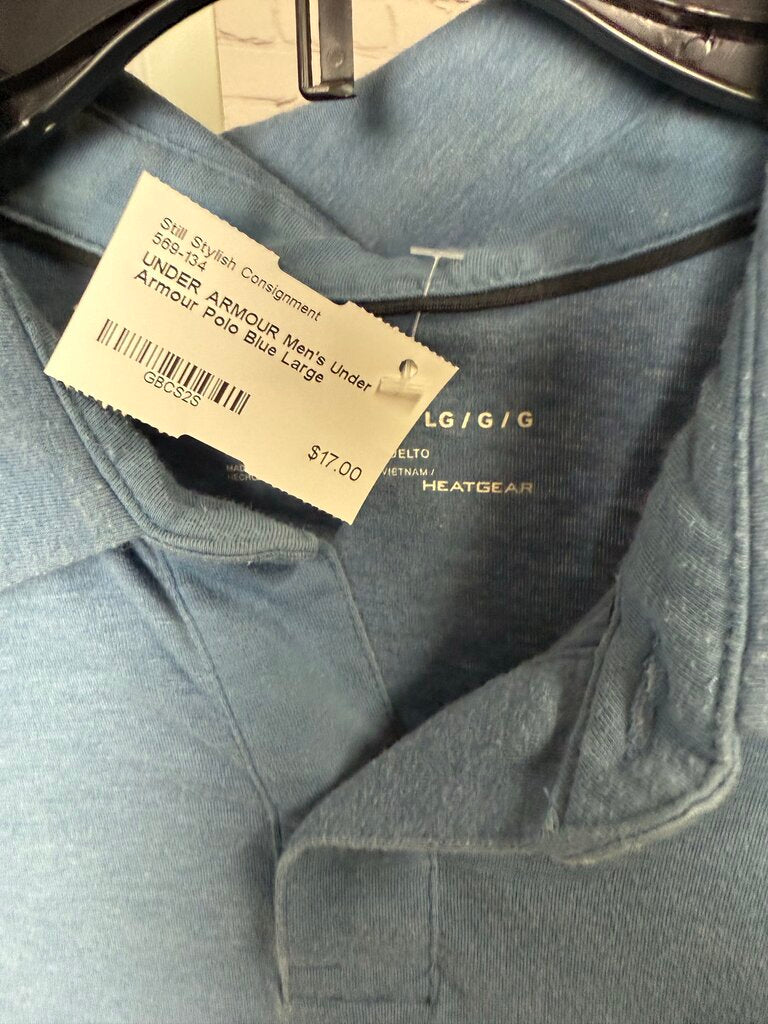 Still Stylish Consignment
569-134
UNDER ARMOUR Men's Under
Armour Polo Blue Large
GBCS2S
$17.00
LG / G / G
VIETNAM /
HEATGEAR